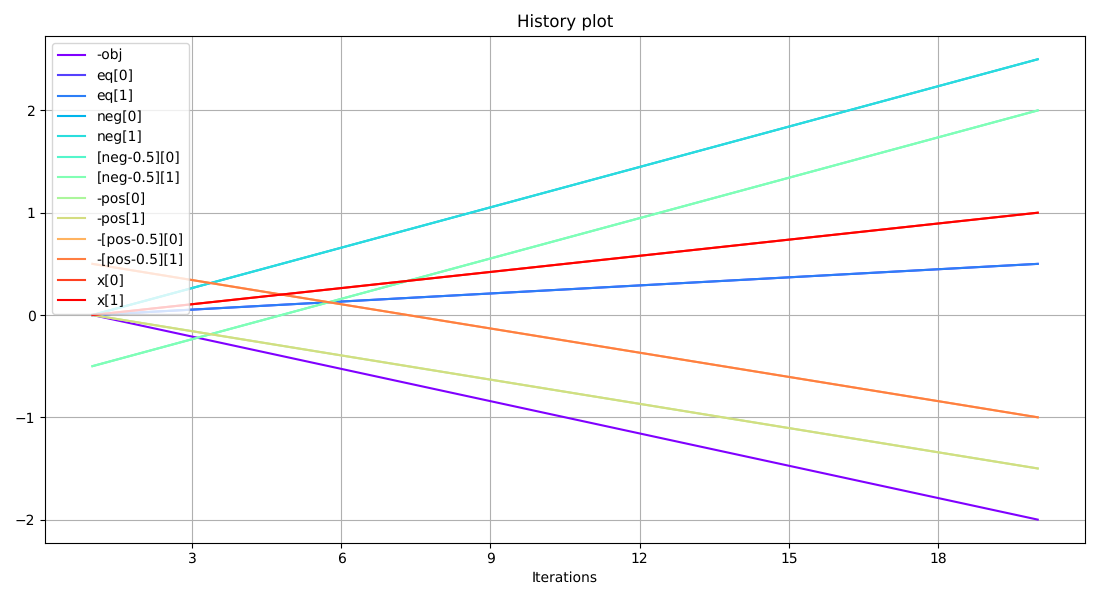 History plot
-obj
eq[0]
eq[1]
neg[0]
neg[1]
[neg-0.5][0]
[neg-0.5][1]
-pos[0]
-pos[1]
-[pos-0.5][0]
-[pos-0.5][1]
x[0]
x[1]
2
1
0
−1
−2
3 6 9 12 15 18
Iterations